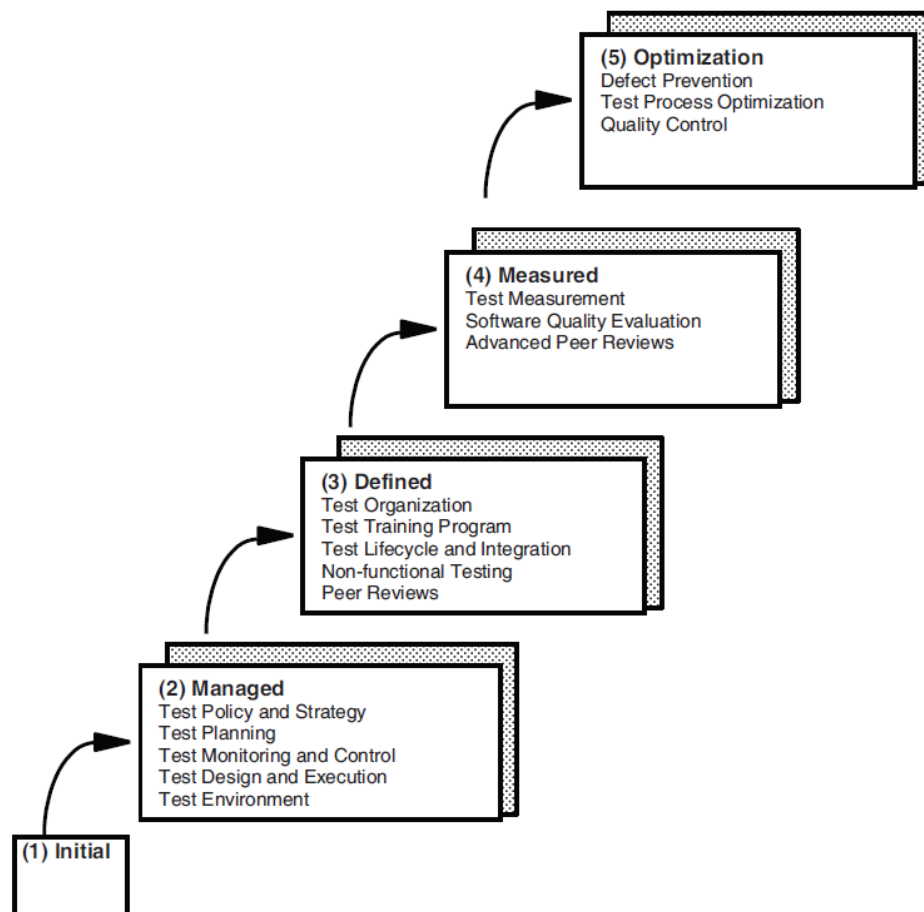 (5) Optimization
Defect Prevention
Test Process Optimization
Quality Control
(4) Measured
Test Measurement
Software Quality Evaluation
Advanced Peer Reviews
(3) Defined
Test Organization
Test Training Program
Test Lifecycle and Integration
Non-functional Testing
Peer Reviews
(2) Managed
Test Policy and Strategy
Test Planning
Test Monitoring and Control
Test Design and Execution
Test Environment
(1) Initial